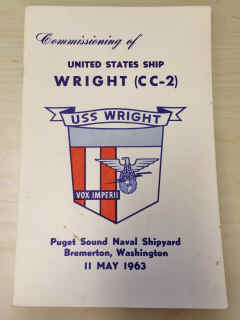 Commissioning of
UNITED STATES SHIP
WRIGHT (CC-2)
USS WRIGHT
VOX IMPERII
Puget Sound Naval Shipyard
Bremerton, Washington
11 MAY 1963